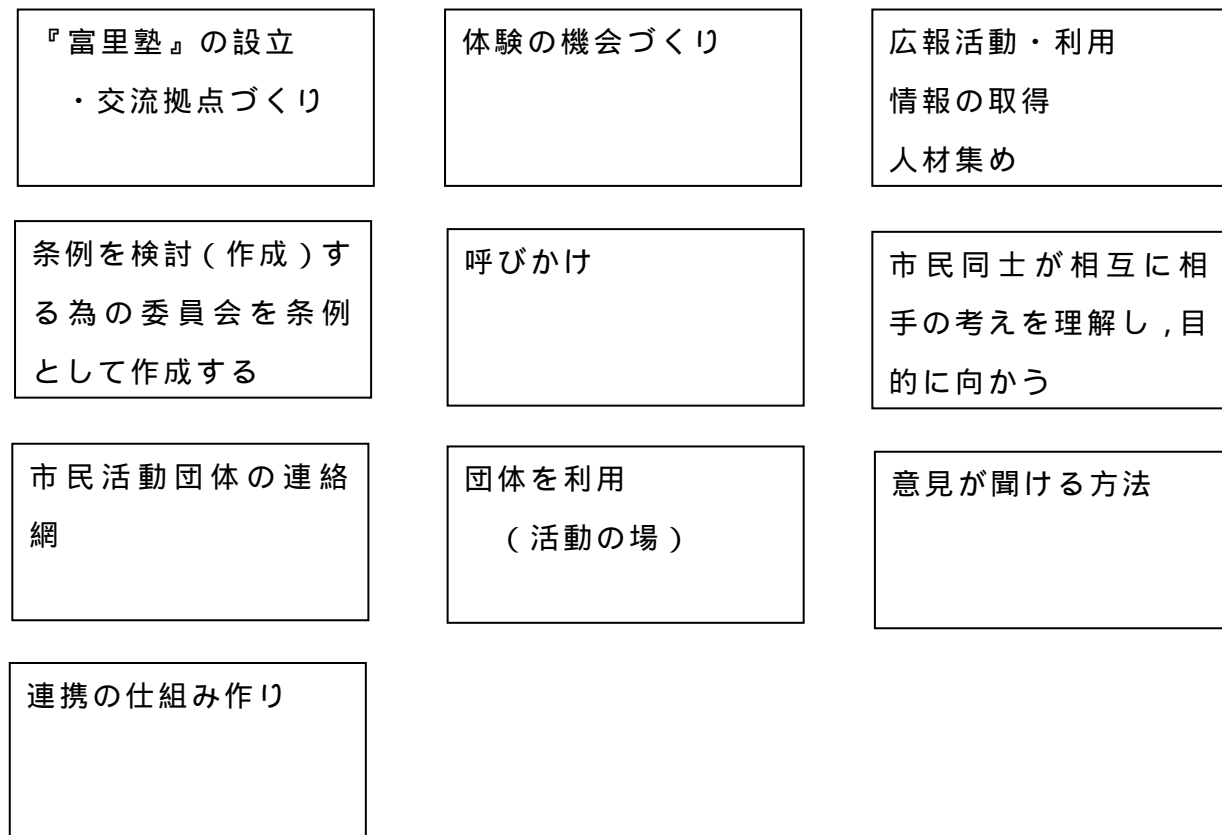 『富里塾』の設立
・交流拠点づくり
体験の機会づくり
広報活動・利用
情報の取得
人材集め
条例を検討(作成)す
る為の委員会を条例
として作成する
呼びかけ
市民同士が相互に相
手の考えを理解し,目
的に向かう
市民活動団体の連絡
網
団体を利用
(活動の場)
意見が聞ける方法
連携の仕組み作り